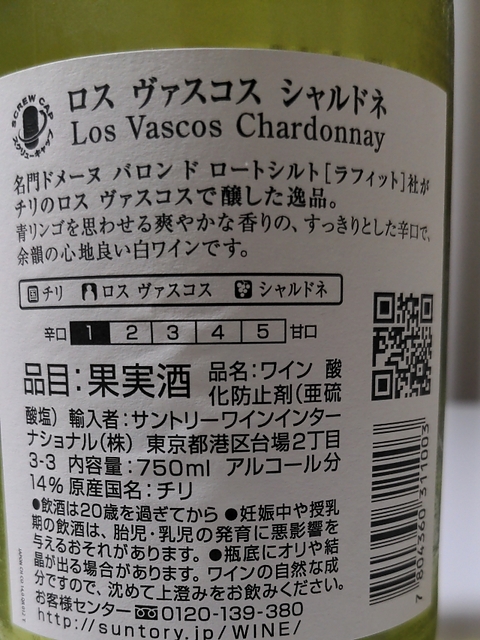 SCREW CAP
スクリューキャップ
ロス ヴァスコス シャルドネ
Los Vascos Chardonnay
名門ドメーヌ バロン ド ロートシルト[ラフィット]社が
チリのロス ヴァスコスで醸した逸品。
青リンゴを思わせる爽やかな香りの、すっきりとした辛口で、
余韻の心地良い白ワインです。
国 チリ ロス ヴァスコス シャルドネ
辛口 1 2 3 4 5 甘口
品目:果実酒 品名:ワイン 酸
化防止剤(亜硫
酸塩) 輸入者:サントリーワインインター
ナショナル(株) 東京都港区台場2丁目
3-3 内容量:750ml アルコール分
14% 原産国名:チリ
●飲酒は20歳を過ぎてから ●妊娠中や授乳
期の飲酒は、胎児・乳児の発育に悪影響を
与えるおそれがあります。●瓶底にオリや結
晶が出る場合があります。ワインの自然な成
分ですので、沈めて上澄みをお飲みください。
お客様センター 0120-139-380
http://suntory.jp/WINE/
7 804360 311003